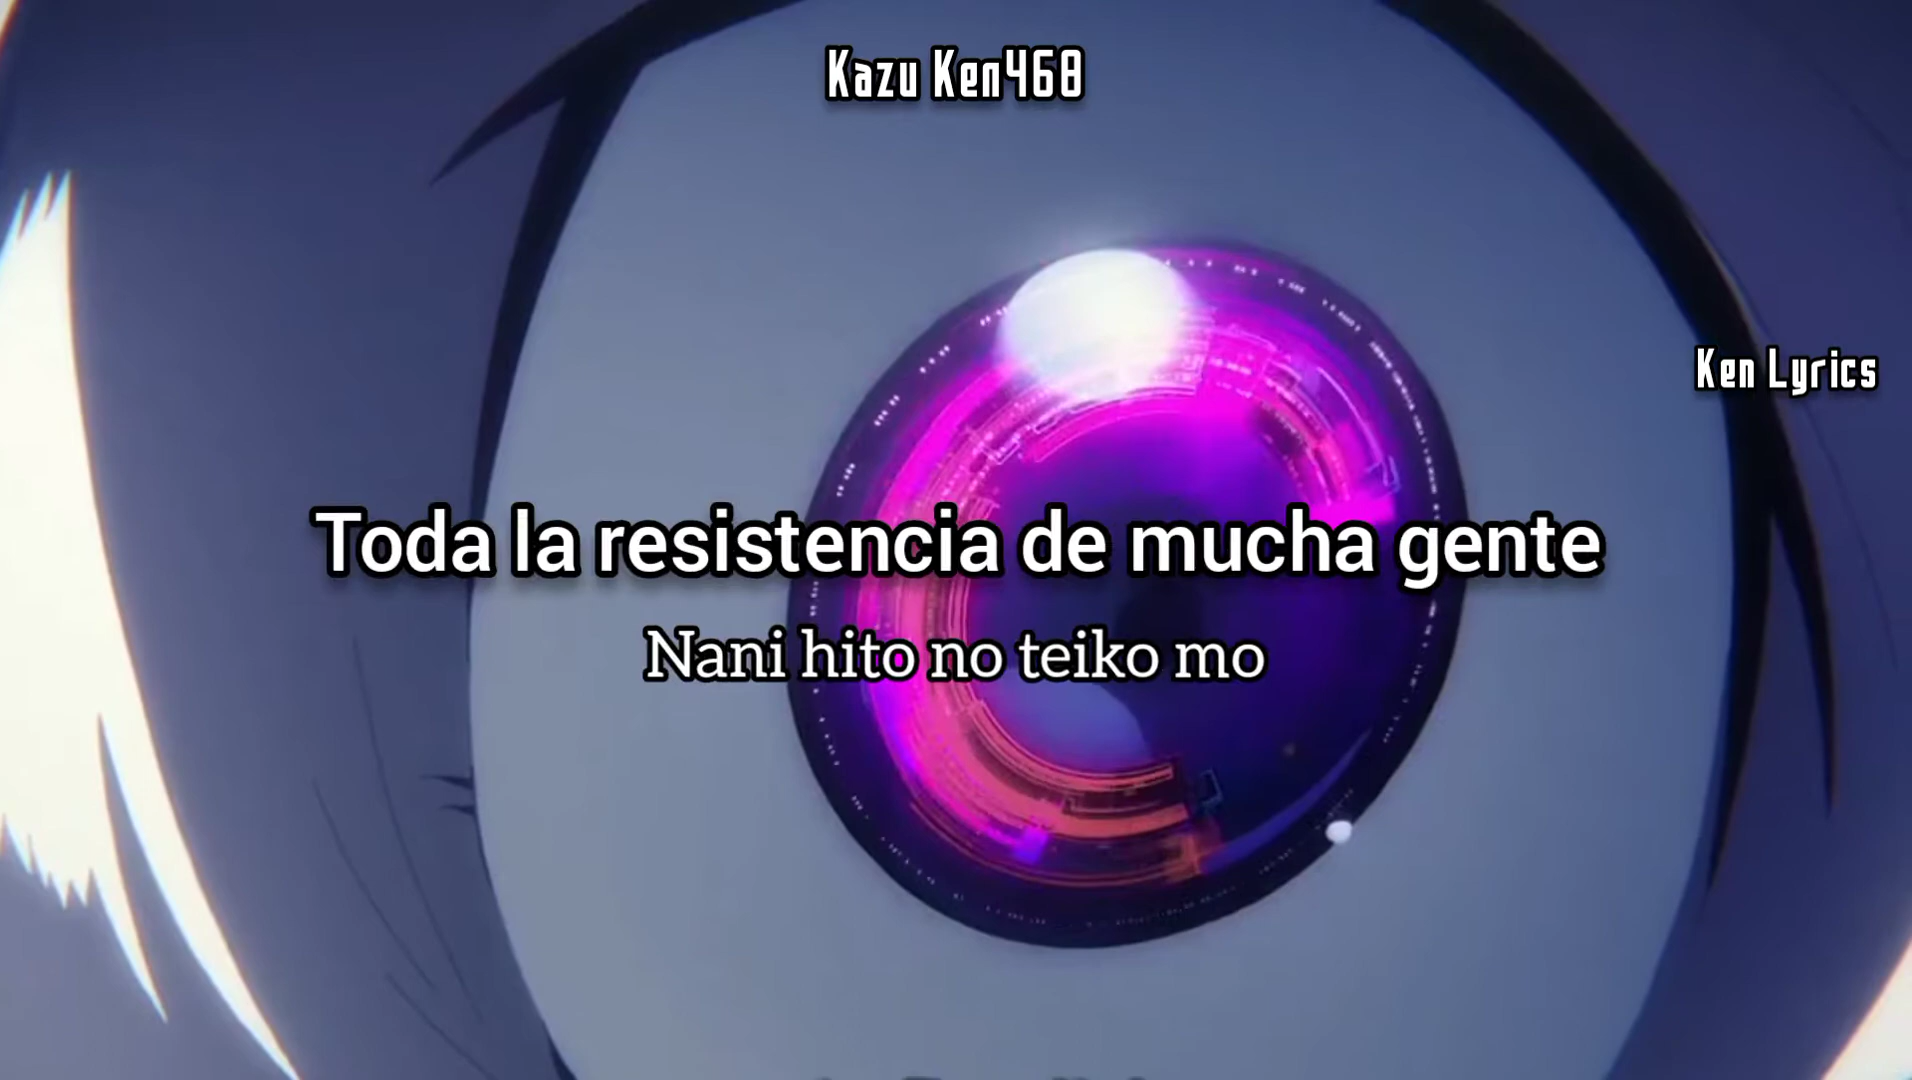 Kazu Ken468
Ken Lyrics
Toda la resistencia de mucha gente
Nani hito no teiko mo